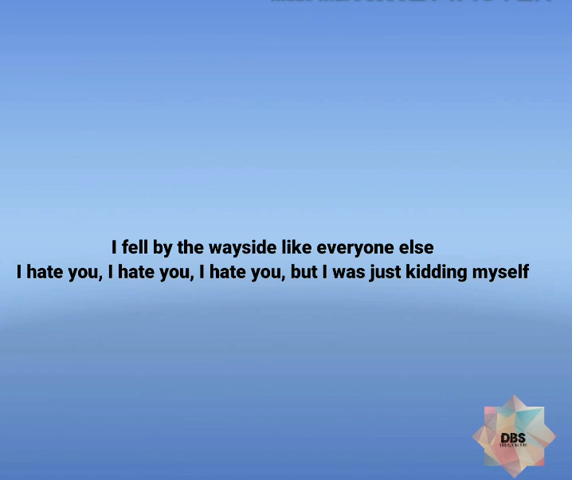 I fell by the wayside like everyone else
I hate you, I hate you, I hate you, but I was just kidding myself
DBS